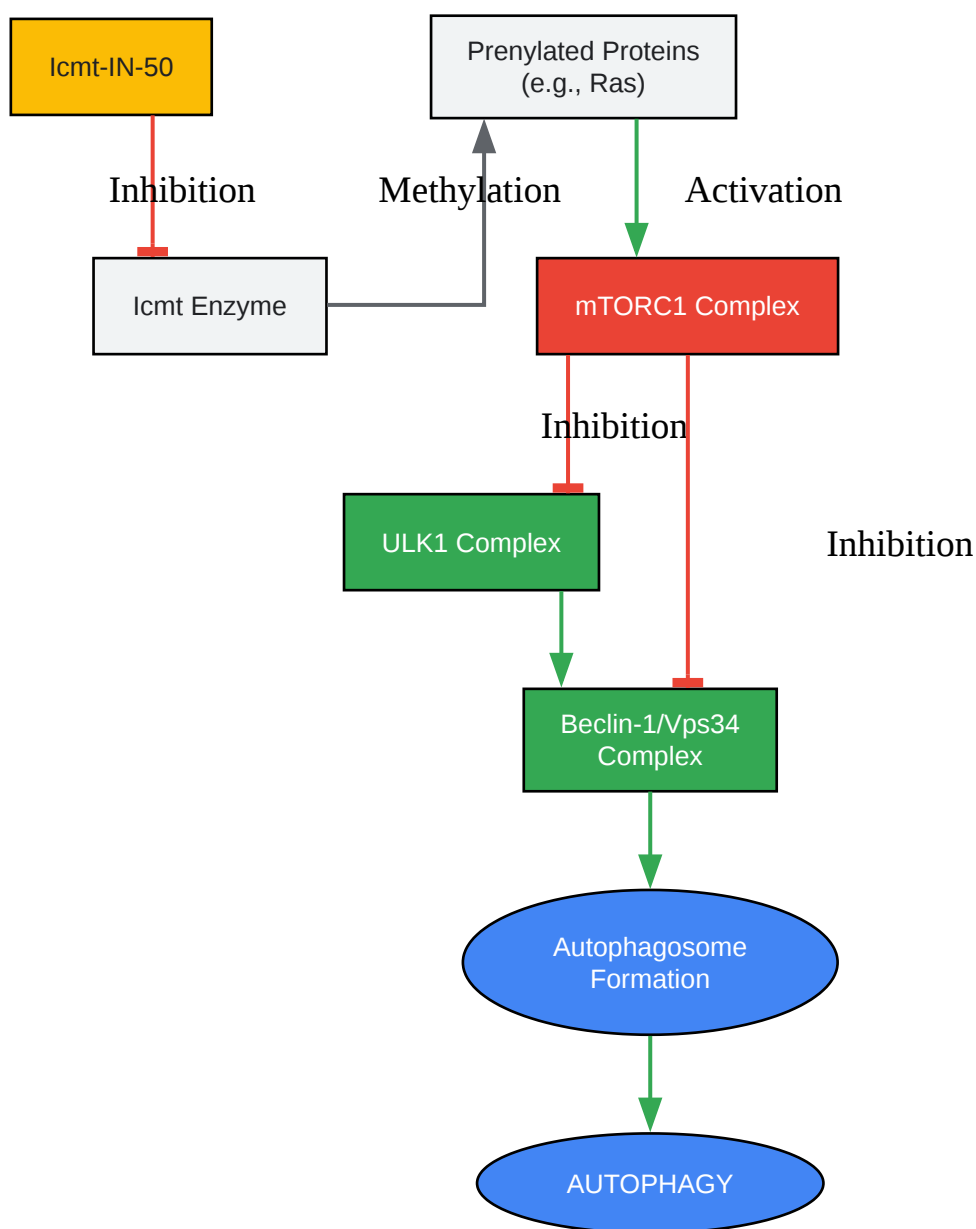 Icmt-IN-50
Prenylated Proteins
(e.g., Ras)
Inhibition
Methylation
Activation
Icmt Enzyme
mTORC1 Complex
Inhibition
ULK1 Complex
Inhibition
Beclin-1/Vps34
Complex
Autophagosome
Formation
AUTOPHAGY